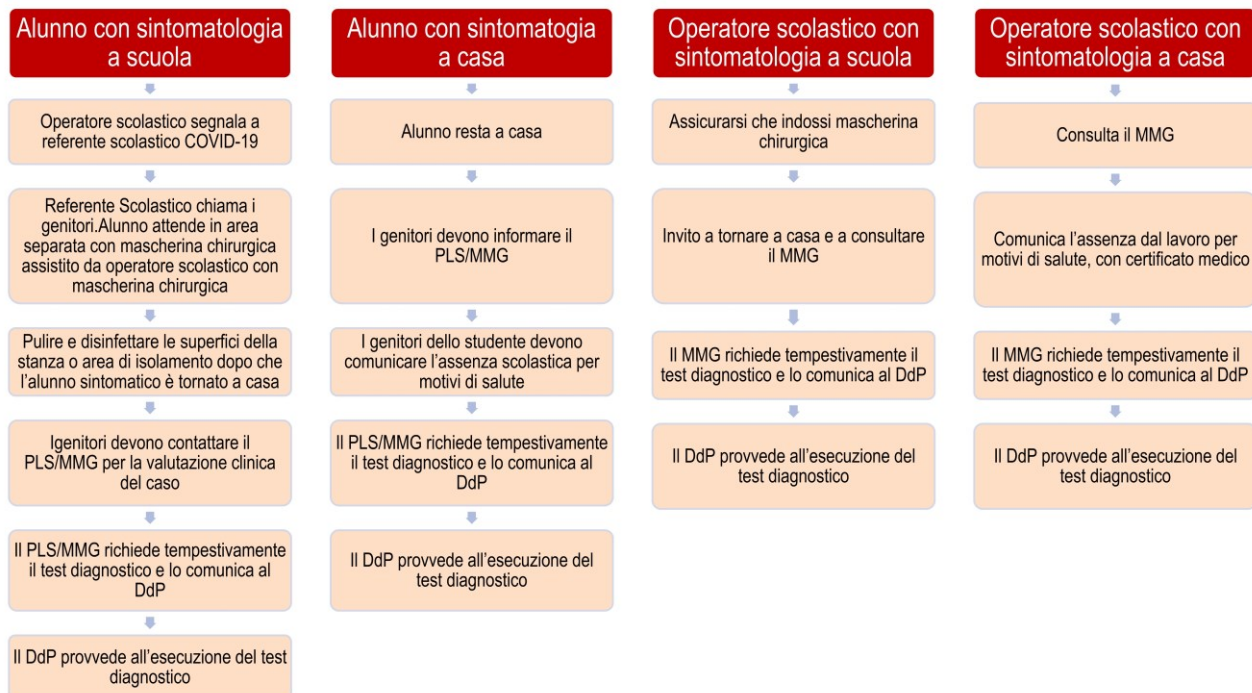 Alunno con sintomatologia
a scuola
Operatore scolastico segnala a
referente scolastico COVID-19
Referente Scolastico chiama i
genitori.Alunno attende in area
separata con mascherina chirurgica
assistito da operatore scolastico con
mascherina chirurgica
Pulire e disinfettare le superfici della
stanza o area di isolamento dopo che
l'alunno sintomatico è tornato a casa
Igenitori devono contattare il
PLS/MMG per la valutazione clinica
del caso
Il PLS/MMG richiede tempestivamente
il test diagnostico e lo comunica al
DdP
Il DdP provvede all'esecuzione del test
diagnostico
Alunno con sintomatogia
a casa
Alunno resta a casa
I genitori devono informare il
PLS/MMG
I genitori dello studente devono
comunicare l'assenza scolastica per
motivi di salute
Il PLS/MMG richiede tempestivamente
il test diagnostico e lo comunica al
DdP
Il DdP provvede all'esecuzione del
test diagnostico
Operatore scolastico con
sintomatologia a scuola
Assicurarsi che indossi mascherina
chirurgica
Invito a tornare a casa e a consultare
il MMG
Il MMG richiede tempestivamente il
test diagnostico e lo comunica al DdP
Il DdP provvede all'esecuzione del
test diagnostico
Operatore scolastico con
sintomatologia a casa
Consulta il MMG
Comunica l'assenza dal lavoro per
motivi di salute, con certificato medico
Il MMG richiede tempestivamente il
test diagnostico e lo comunica al DdP
Il DdP provvede all'esecuzione del
test diagnostico